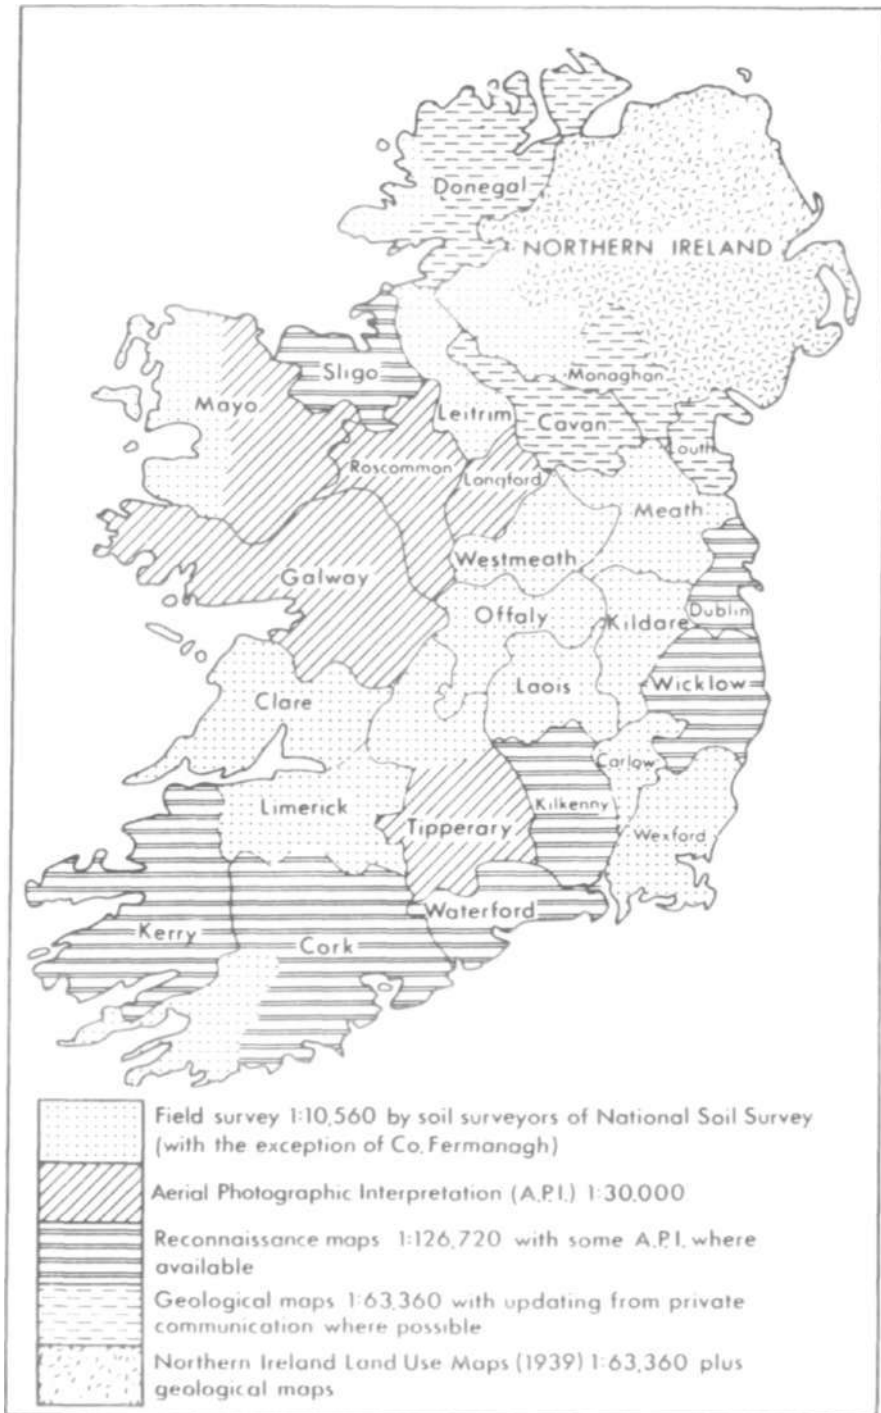 Donegal
NORTHERN IRELAND
Sligo
Monaghan
Mayo
Leitrim
Cavan
Louth
Roscommon
Longford
Meath
Westmeath
Galway
Offaly
Kildare
Dublin
Laois
Wicklow
Clare
Carlow
Limerick
Kilkenny
Tipperary
Wexford
Waterford
Kerry
Cork
Field survey 1:10,560 by soil surveyors of National Soil Survey
(with the exception of Co. Fermanagh)
Aerial Photographic Interpretation (A.P.I.) 1:30,000
Reconnaissance maps 1:126,720 with some A.P.I. where
available
Geological maps 1:63,360 with updating from private
communication where possible
Northern Ireland Land Use Maps (1939) 1:63,360 plus
geological maps